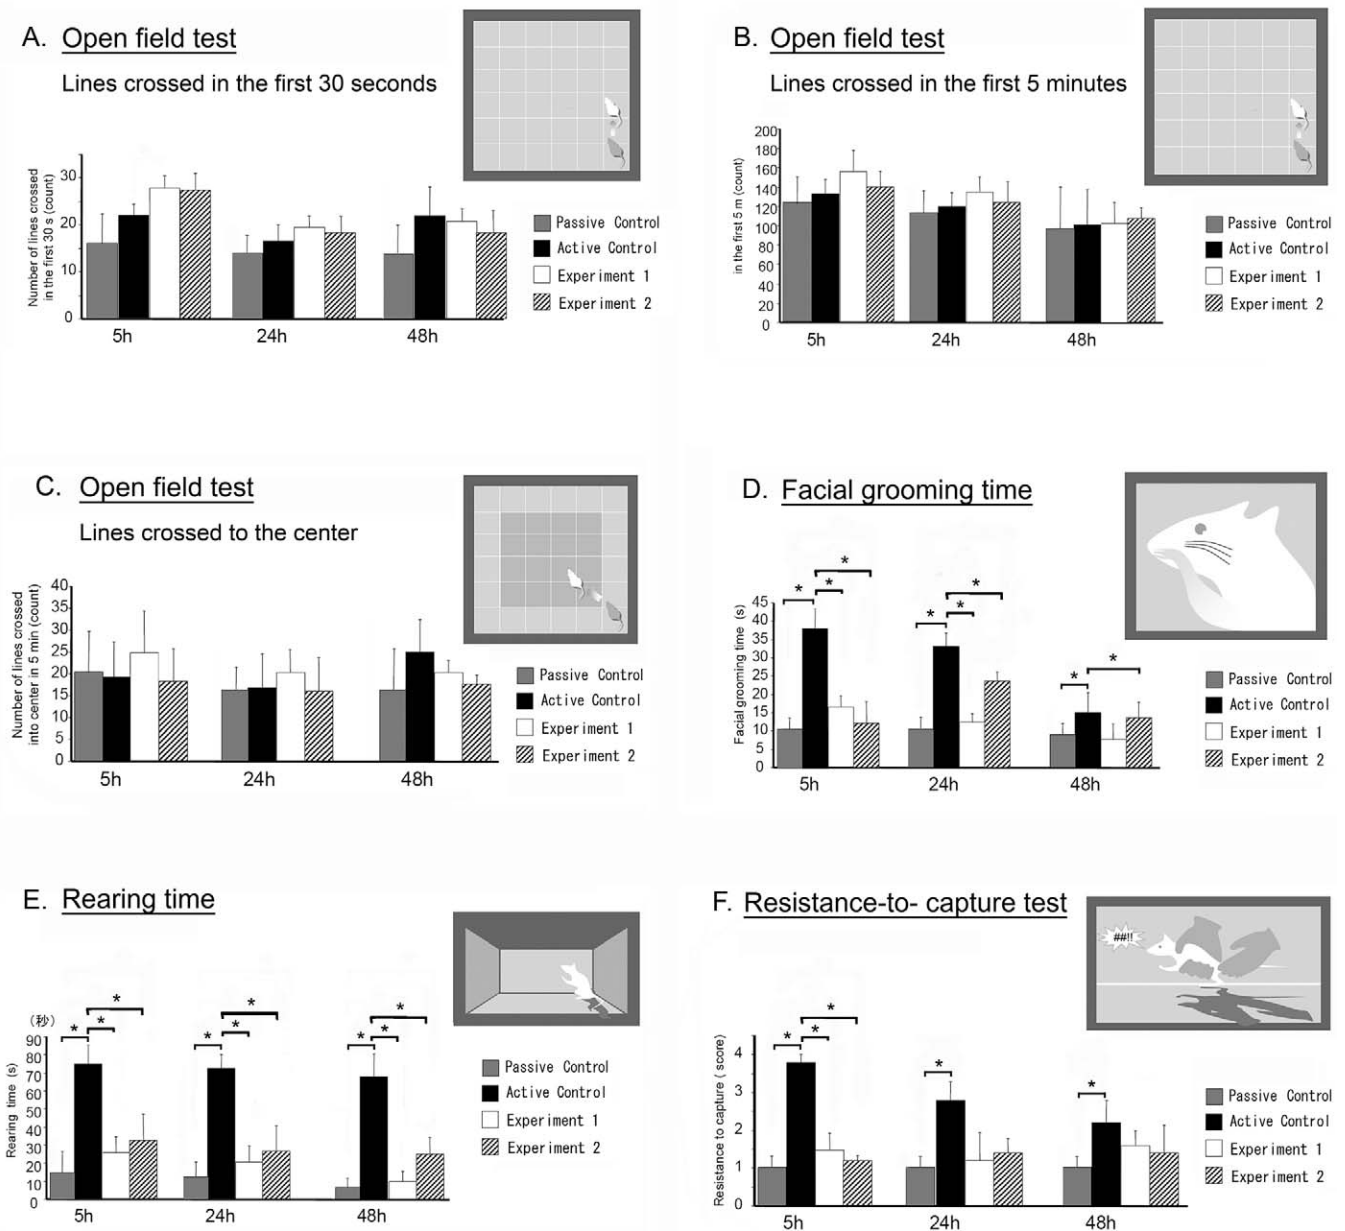 A. Open field test
Lines crossed in the first 30 seconds
Number of lines crossed
in the first 30 s (count)
30
20
10
0
5h 24h 48h
Passive Control
Active Control
Experiment 1
Experiment 2
B. Open field test
Lines crossed in the first 5 minutes
in the first 5 m (count)
200
180
160
140
120
100
80
60
40
20
0
5h 24h 48h
Passive Control
Active Control
Experiment 1
Experiment 2
C. Open field test
Lines crossed to the center
Number of lines crossed
into center in 5 min (count)
40
35
30
25
20
15
10
5
0
5h 24h 48h
Passive Control
Active Control
Experiment 1
Experiment 2
D. Facial grooming time
Facial grooming time (s)
45
40
35
30
25
20
15
10
5
0
* * *
* * *
* *
5h 24h 48h
Passive Control
Active Control
Experiment 1
Experiment 2
E. Rearing time
(秒)
Rearing time (s)
90
80
70
60
50
40
30
20
10
0
* * *
* * *
* * *
5h 24h 48h
Passive Control
Active Control
Experiment 1
Experiment 2
F. Resistance-to- capture test
##!!
Resistance to capture ( score)
4
3
2
1
0
* * *
*
*
5h 24h 48h
Passive Control
Active Control
Experiment 1
Experiment 2